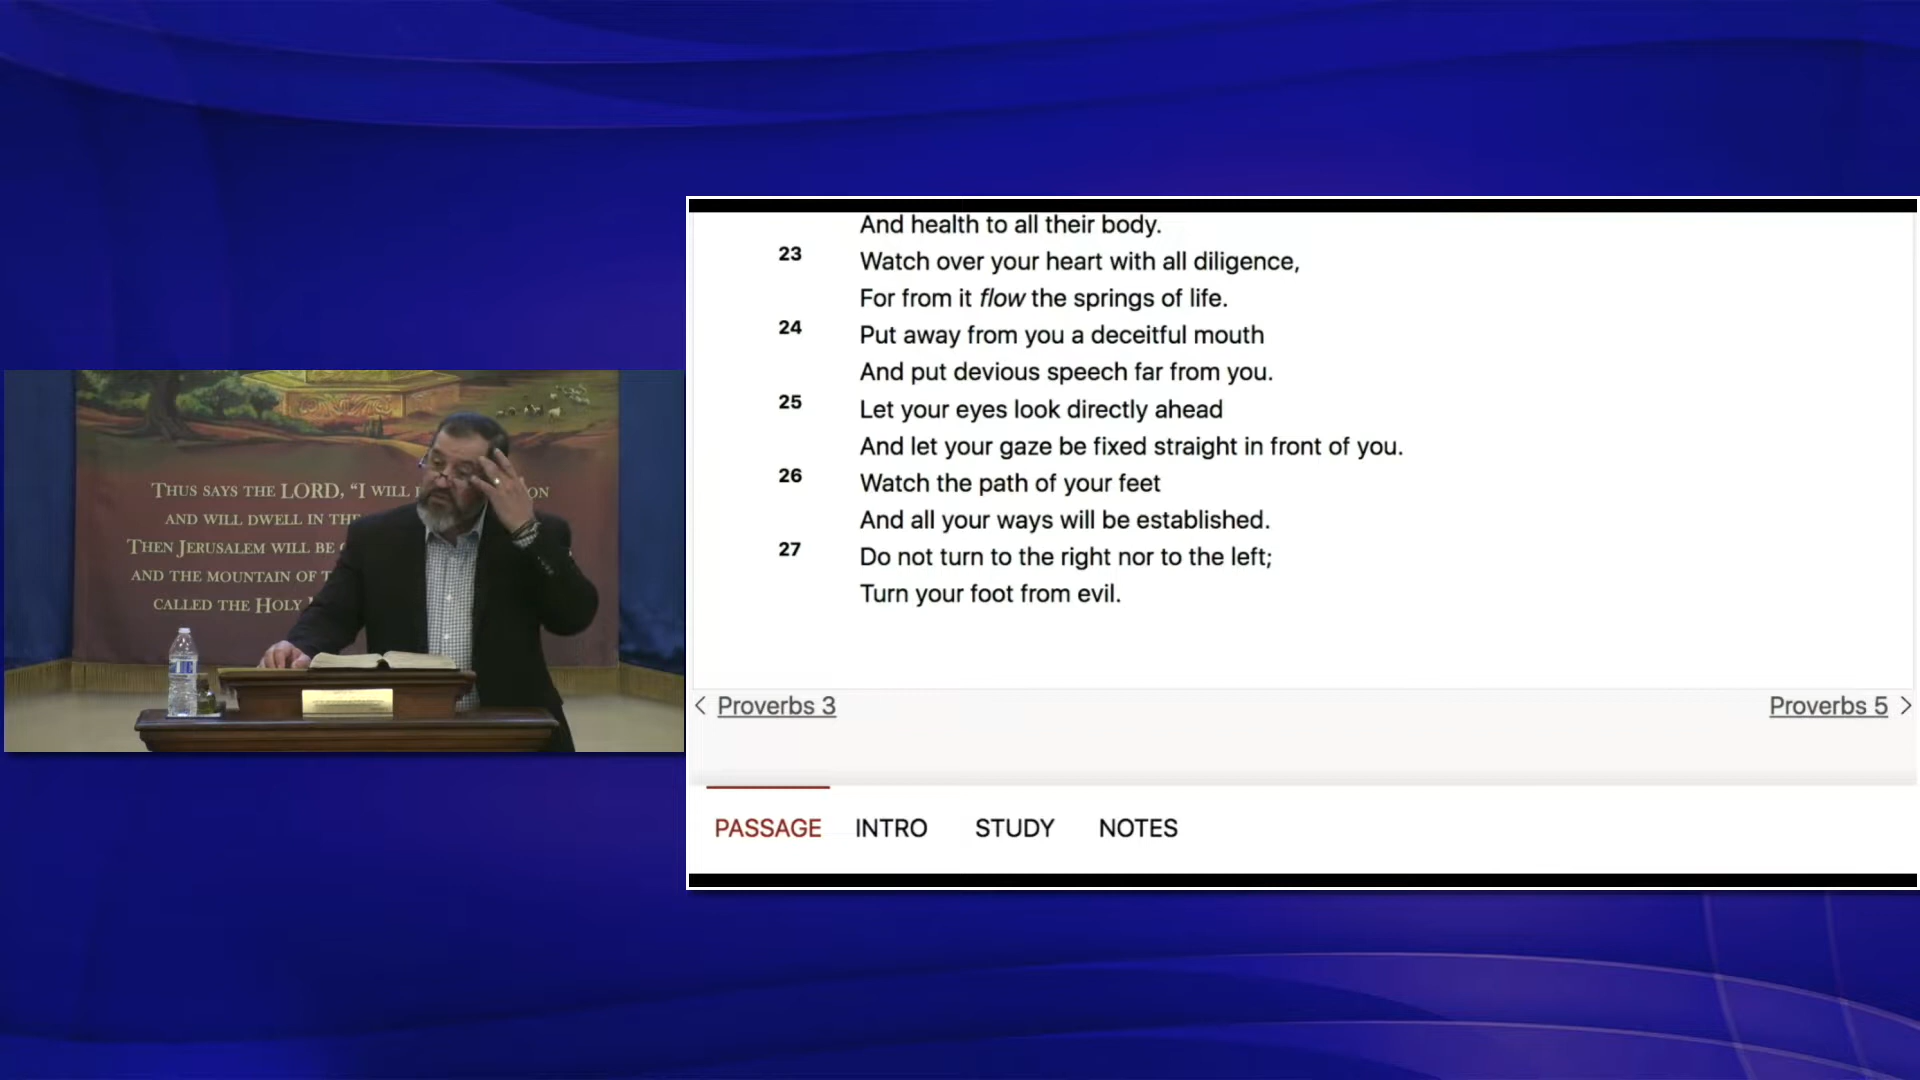 THUS SAYS THE LORD, “I WILL
ON
AND WILL DWELL IN THE
THEN JERUSALEM WILL BE
AND THE MOUNTAIN OF
CALLED THE HOLY
And health to all their body.
23 Watch over your heart with all diligence,
For from it flow the springs of life.
24 Put away from you a deceitful mouth
And put devious speech far from you.
25 Let your eyes look directly ahead
And let your gaze be fixed straight in front of you.
26 Watch the path of your feet
And all your ways will be established.
27 Do not turn to the right nor to the left;
Turn your foot from evil.
< Proverbs 3
Proverbs 5 >
PASSAGE INTRO STUDY NOTES